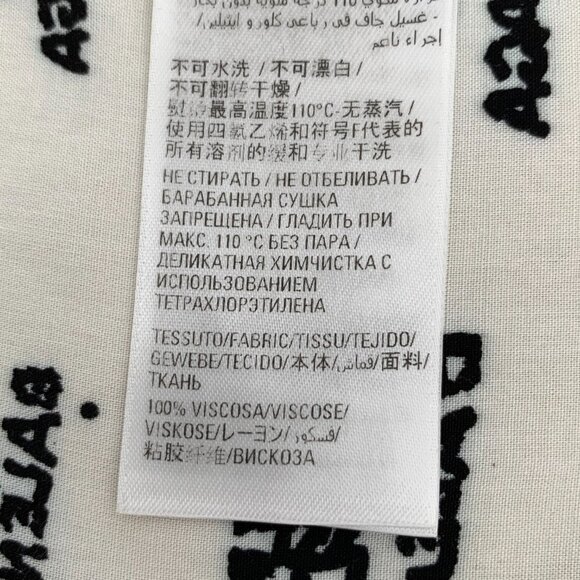 - غسيل جاف في رباعي كلور و ايثيلين/
اجراء ناعم
不可水洗 / 不可漂白 /
不可翻转干燥 /
熨烫最高温度110°C-无蒸汽 /
使用四氯乙烯和符号F代表的
所有溶剂的缓和专业干洗
НЕ СТИРАТЬ / НЕ ОТБЕЛИВАТЬ /
БАРАБАННАЯ СУШКА
ЗАПРЕЩЕНА / ГЛАДИТЬ ПРИ
МАКС. 110 °C БЕЗ ПАРА /
ДЕЛИКАТНАЯ ХИМЧИСТКА С
ИСПОЛЬЗОВАНИЕМ
ТЕТРАХЛОРЭТИЛЕНА
TESSUTO/FABRIC/TISSU/TEJIDO/
GEWEBE/TECIDO/本体/قماش/面料/
ТКАНЬ
100% VISCOSA/VISCOSE/
VISKOSE/レーヨン/فسكوز/
粘胶纤维/ВИСКОЗА